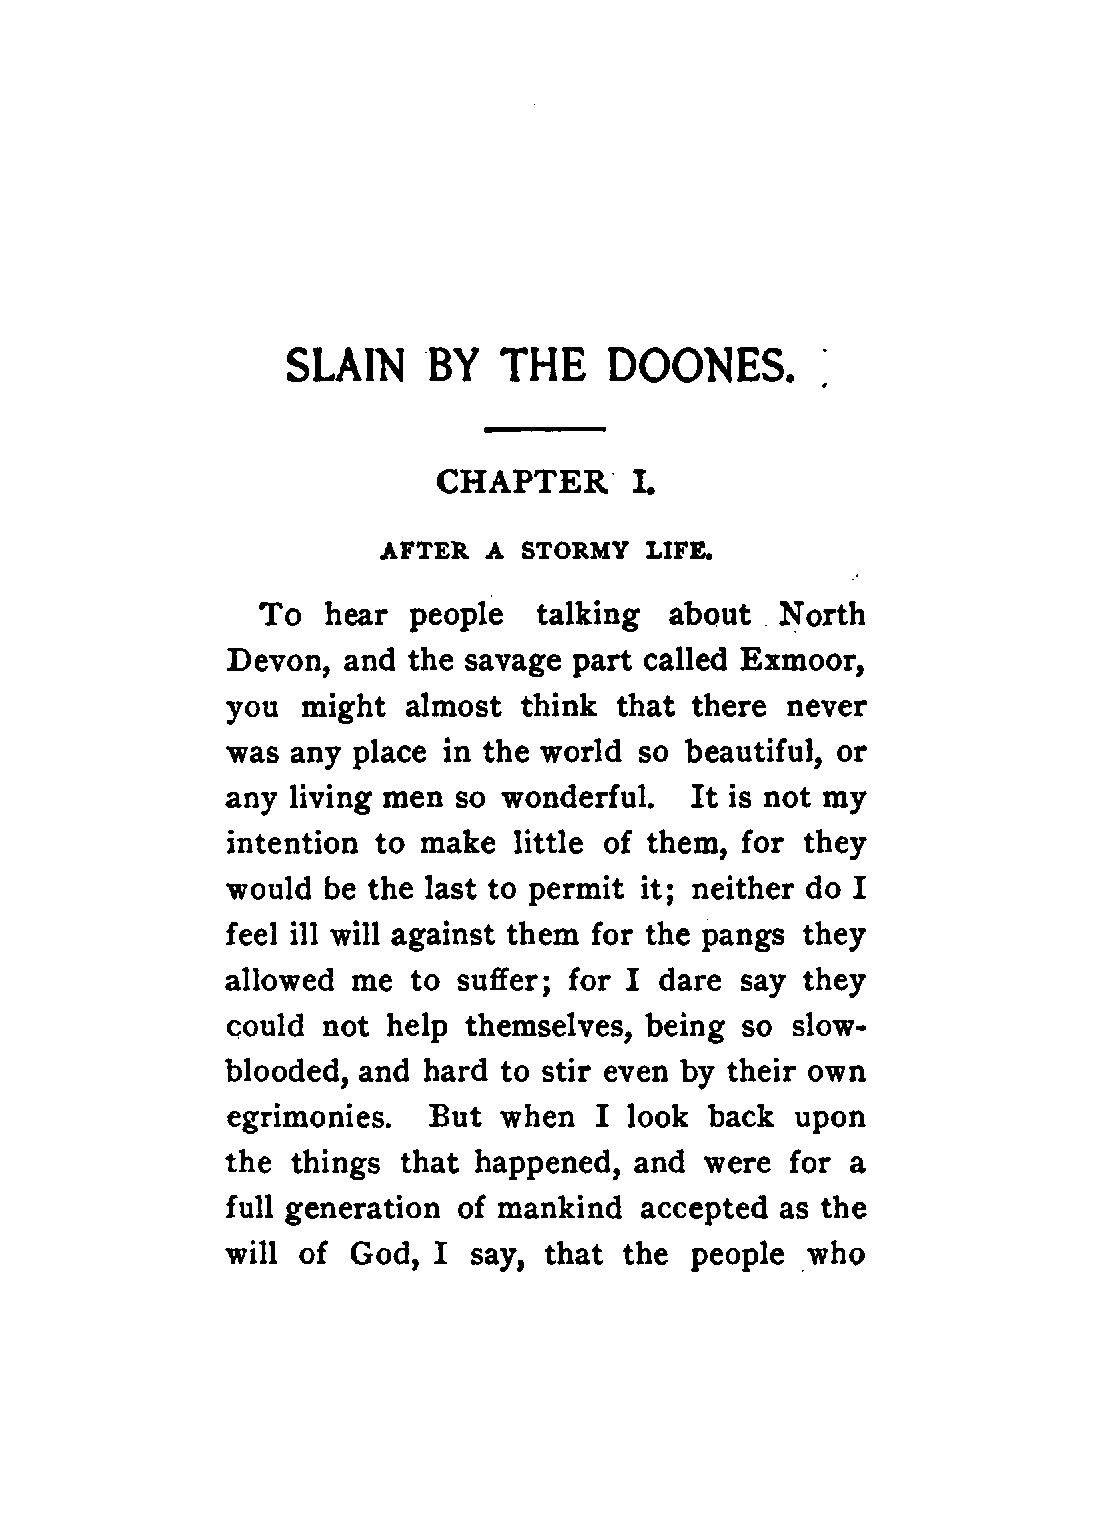 SLAIN BY THE DOONES.
CHAPTER I.
AFTER A STORMY LIFE.
To hear people talking about North
Devon, and the savage part called Exmoor,
you might almost think that there never
was any place in the world so beautiful, or
any living men so wonderful. It is not my
intention to make little of them, for they
would be the last to permit it; neither do I
feel ill will against them for the pangs they
allowed me to suffer; for I dare say they
could not help themselves, being so slow-
blooded, and hard to stir even by their own
egrimonies. But when I look back upon
the things that happened, and were for a
full generation of mankind accepted as the
will of God, I say, that the people who